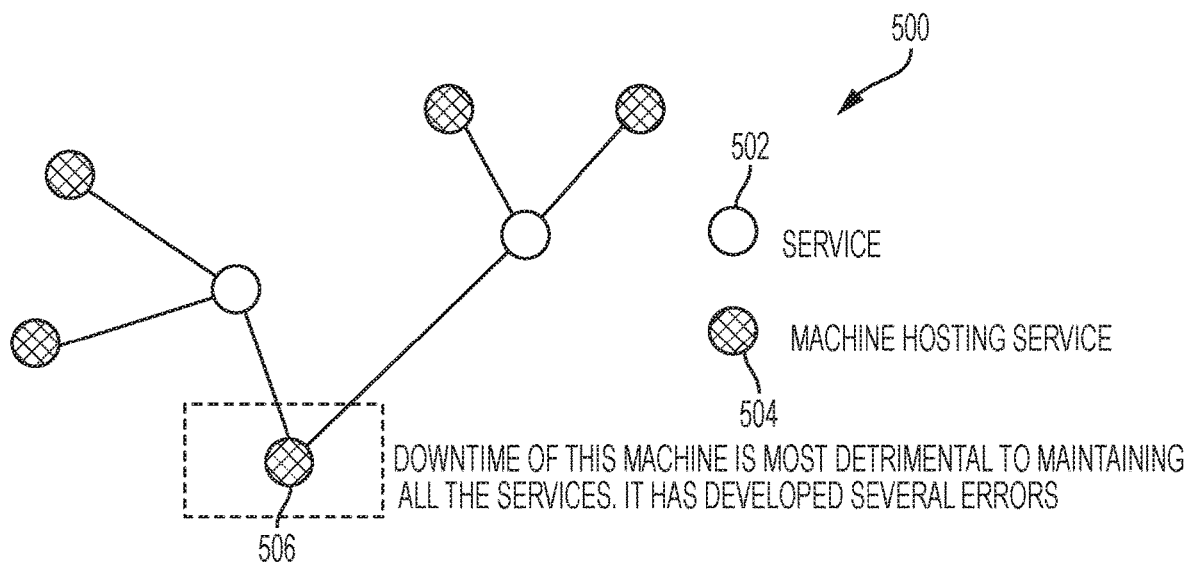 500
502
SERVICE
MACHINE HOSTING SERVICE
504
DOWNTIME OF THIS MACHINE IS MOST DETRIMENTAL TO MAINTAINING
ALL THE SERVICES. IT HAS DEVELOPED SEVERAL ERRORS
506